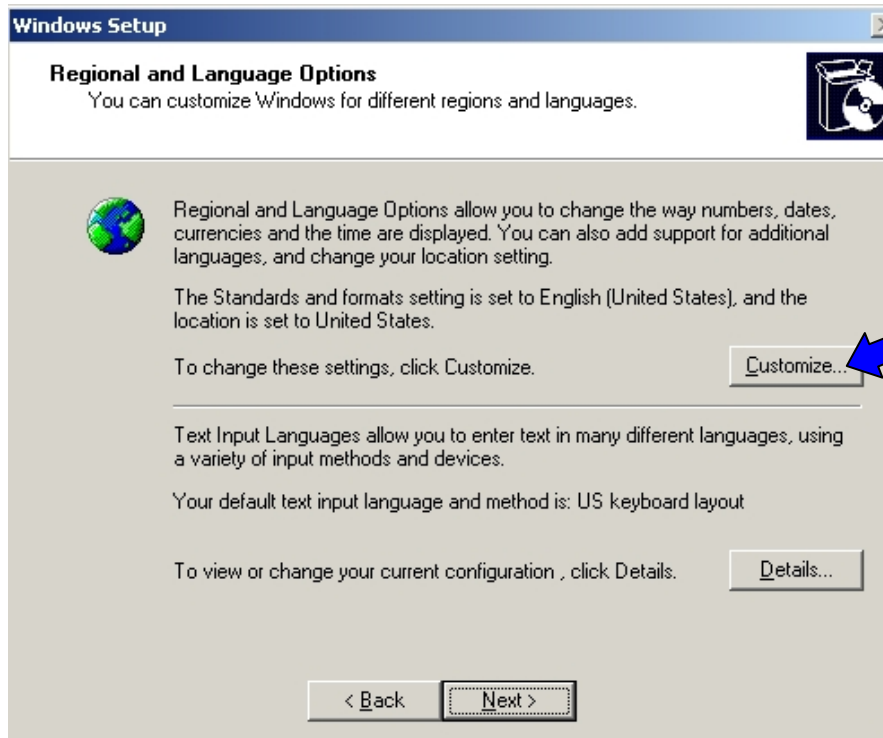 Windows Setup
Regional and Language Options
You can customize Windows for different regions and languages.
Regional and Language Options allow you to change the way numbers, dates,
currencies and the time are displayed. You can also add support for additional
languages, and change your location setting.
The Standards and formats setting is set to English (United States), and the
location is set to United States.
To change these settings, click Customize.
Customize...
Text Input Languages allow you to enter text in many different languages, using
a variety of input methods and devices.
Your default text input language and method is: US keyboard layout
To view or change your current configuration , click Details.
Details...
< Back
Next >